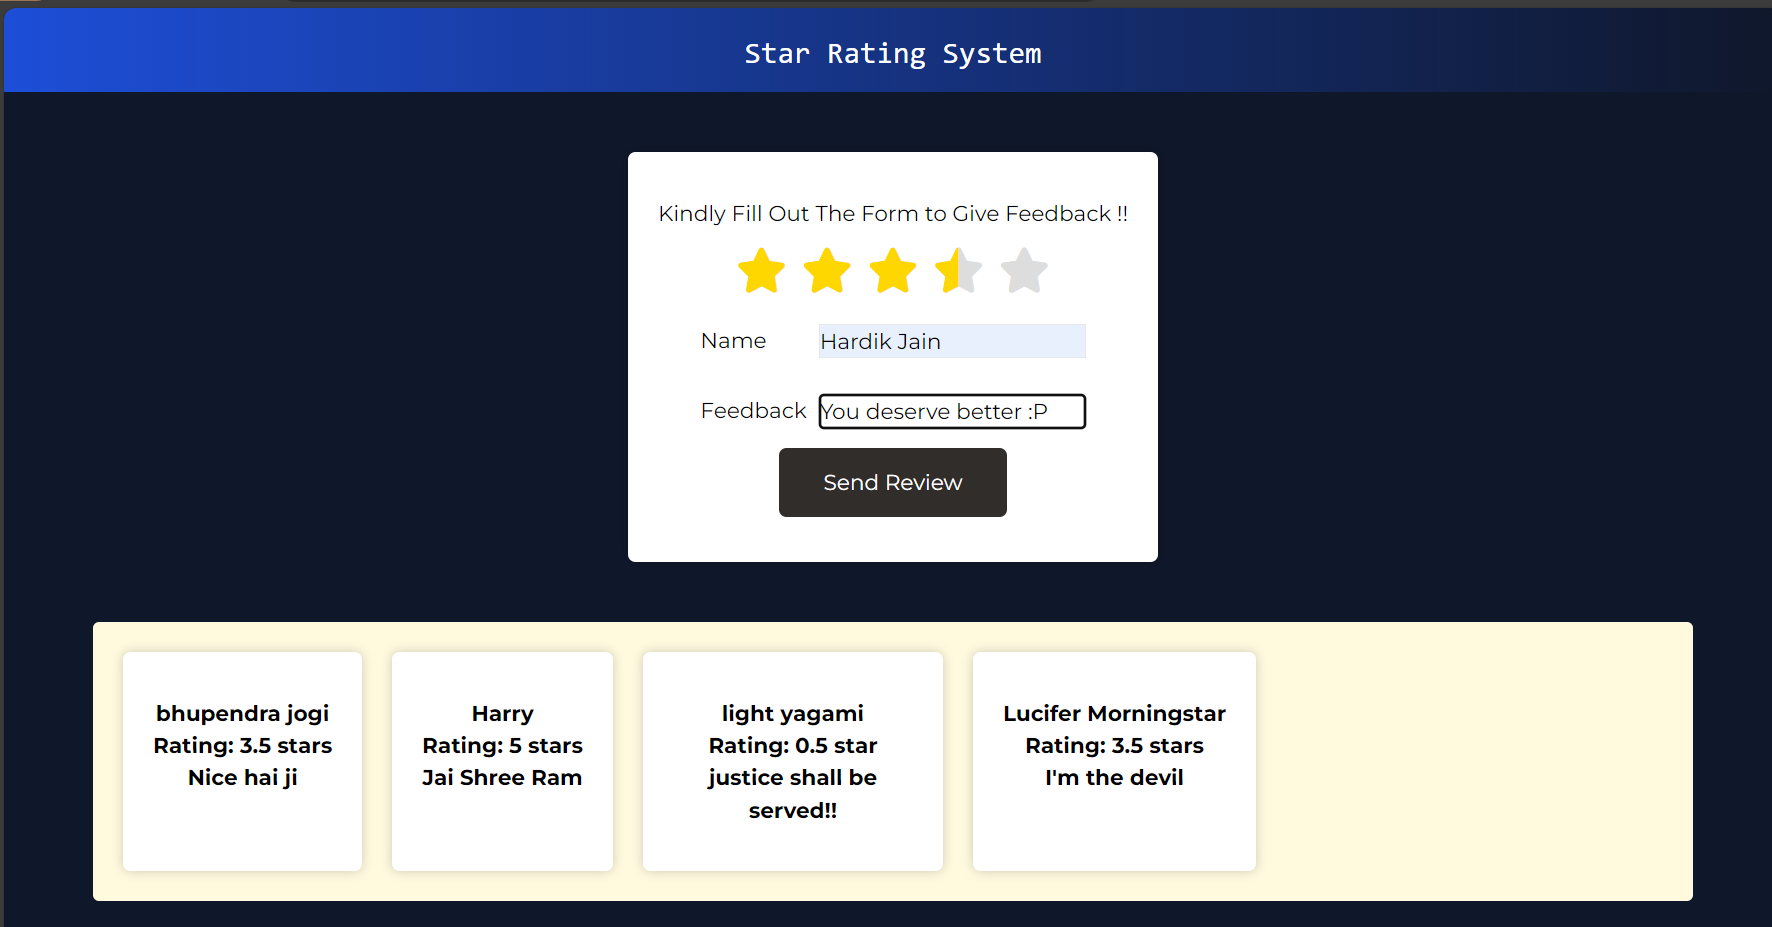 Star Rating System
Kindly Fill Out The Form to Give Feedback !!
Name
Hardik Jain
Feedback
You deserve better :P
Send Review
bhupendra jogi
Rating: 3.5 stars
Nice hai ji
Harry
Rating: 5 stars
Jai Shree Ram
light yagami
Rating: 0.5 star
justice shall be
served!!
Lucifer Morningstar
Rating: 3.5 stars
I'm the devil